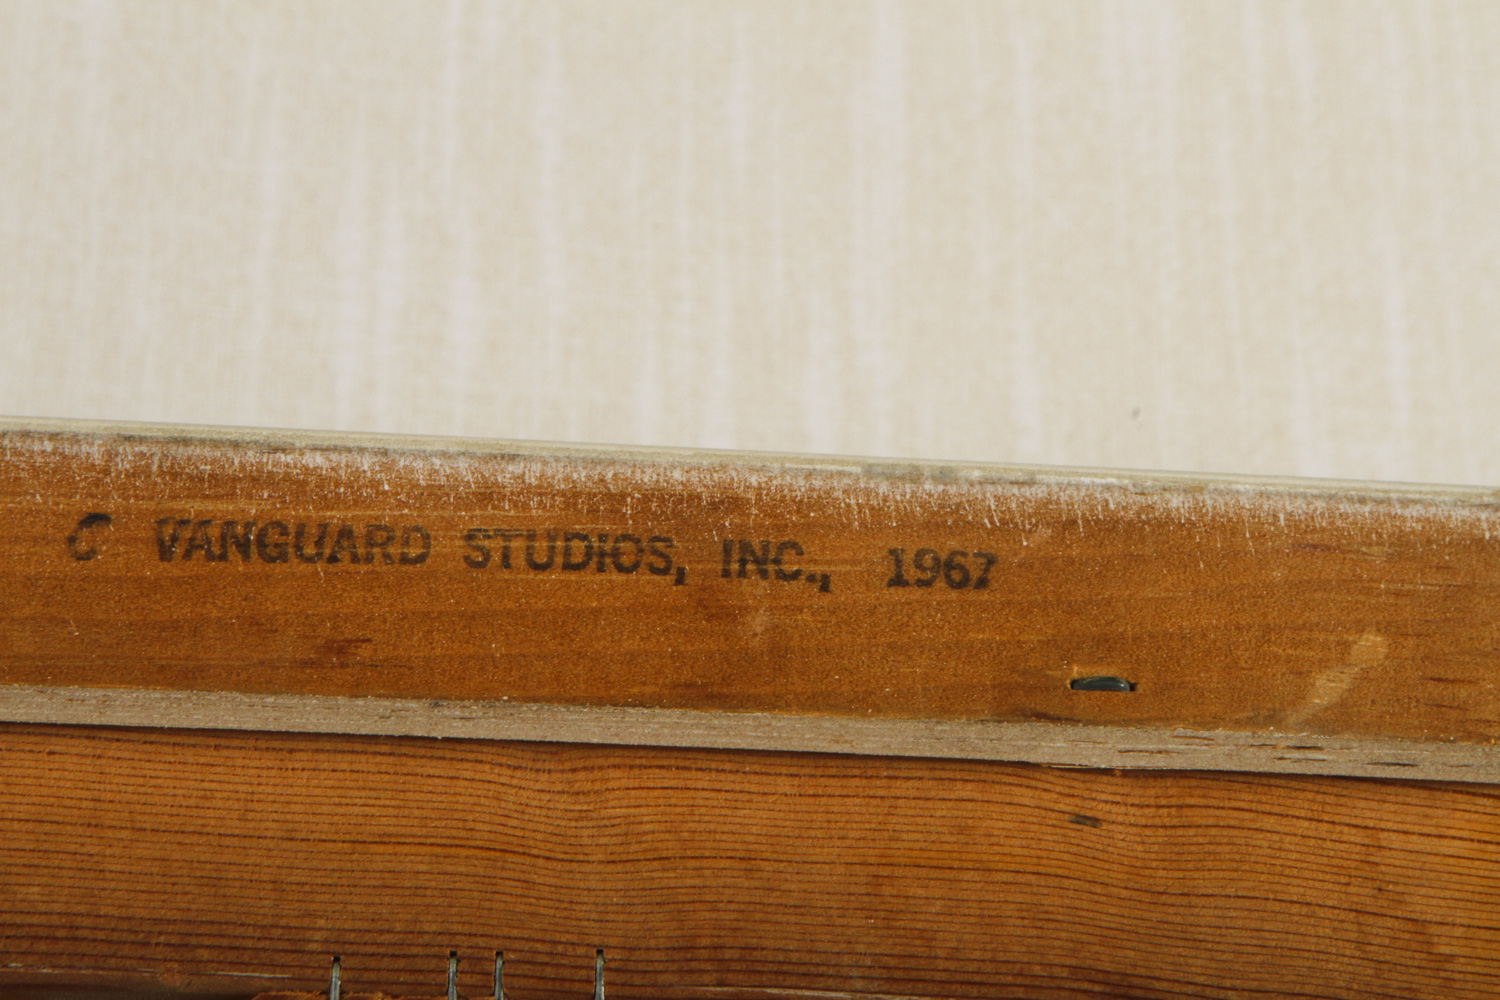 C VANGUARD STUDIOS, INC., 1967